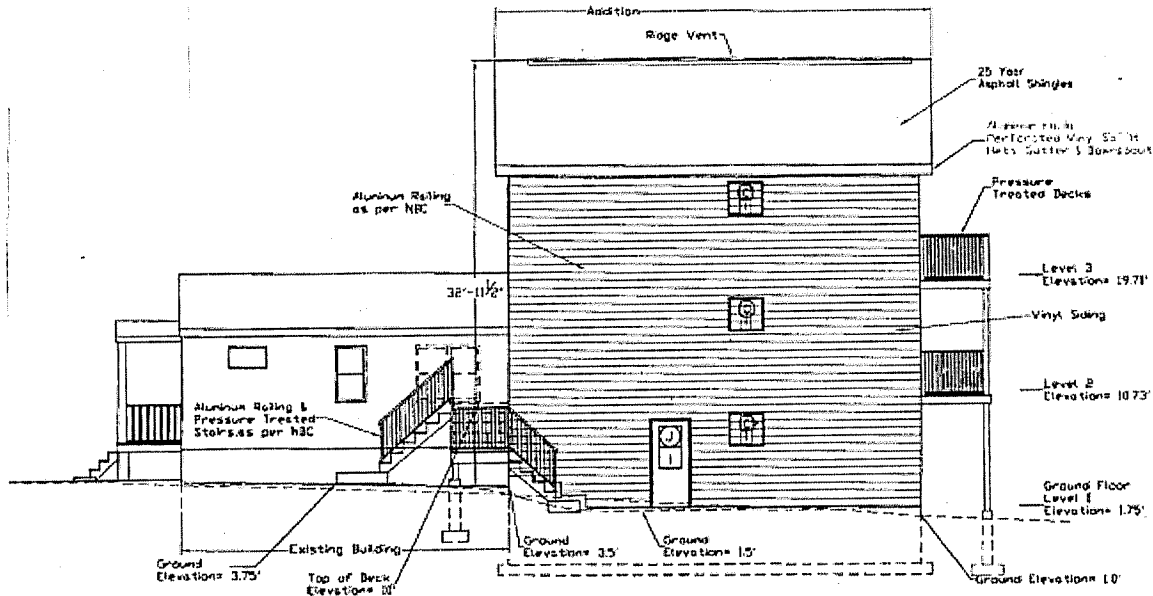 Addition
Ridge Vent
25 Year
Asphalt Shingles
Perforated Vinyl Soffit
Gutter & Downspout
Aluminum Railing
as per NBC
Pressure
Treated Decks
Level 3
Elevation= 19.71'
32'-11½"
Vinyl Siding
Level 2
Elevation= 10.73'
Aluminum Railing &
Pressure Treated
Stairs as per NBC
J
1
Ground Floor
Level 1
Elevation= 1.75'
Existing Building
Ground
Elevation= 3.75'
Top of Deck
Elevation=
Ground
Elevation= 3.5'
Ground
Elevation= 1.5'
Ground Elevation= 1.0'